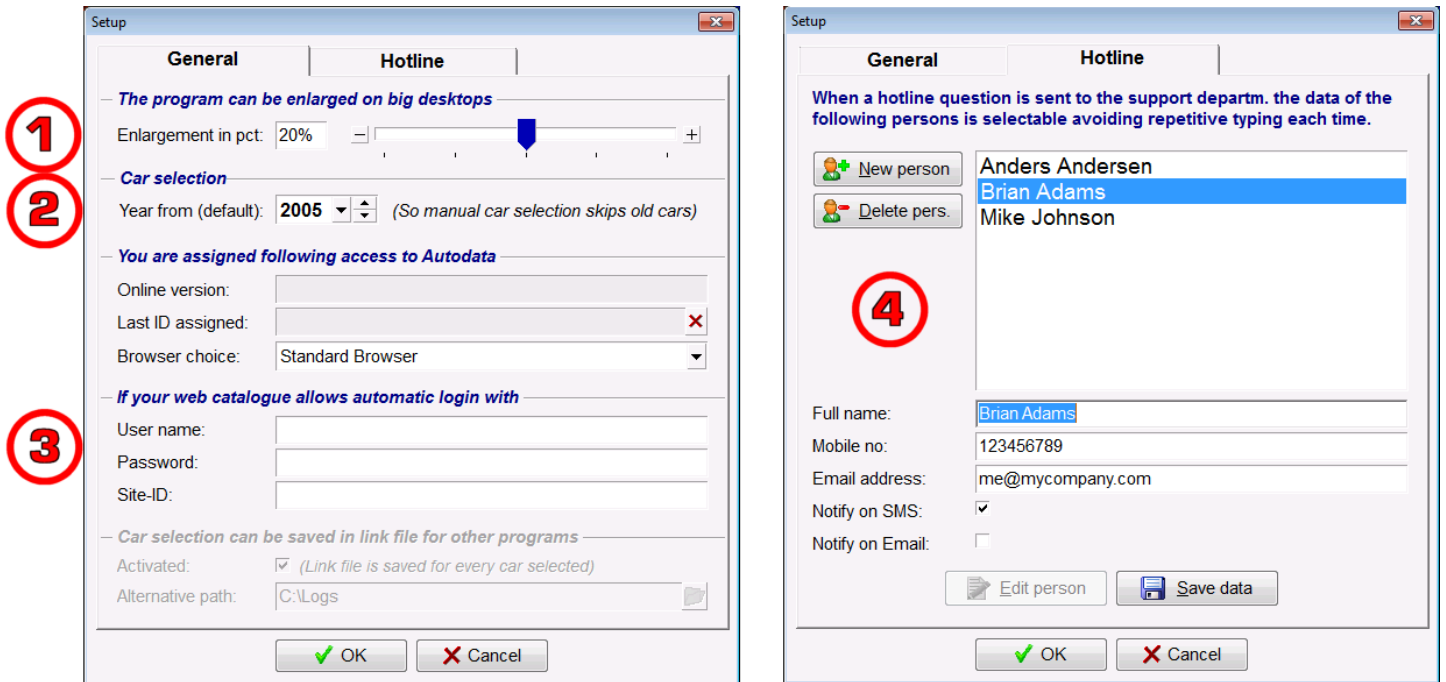 Setup
General
Hotline
The program can be enlarged on big desktops
1
Enlargement in pct: 20%
Car selection
2
Year from (default): 2005 (So manual car selection skips old cars)
You are assigned following access to Autodata
Online version:
Last ID assigned:
Browser choice: Standard Browser
If your web catalogue allows automatic login with
3
User name:
Password:
Site-ID:
Car selection can be saved in link file for other programs
Activated: (Link file is saved for every car selected)
Alternative path: C:\Logs
OK
Cancel
Setup
General
Hotline
When a hotline question is sent to the support departm. the data of the
following persons is selectable avoiding repetitive typing each time.
New person
Delete pers.
Anders Andersen
Brian Adams
Mike Johnson
4
Full name: Brian Adams
Mobile no: 123456789
Email address: me@mycompany.com
Notify on SMS:
Notify on Email:
Edit person
Save data
OK
Cancel